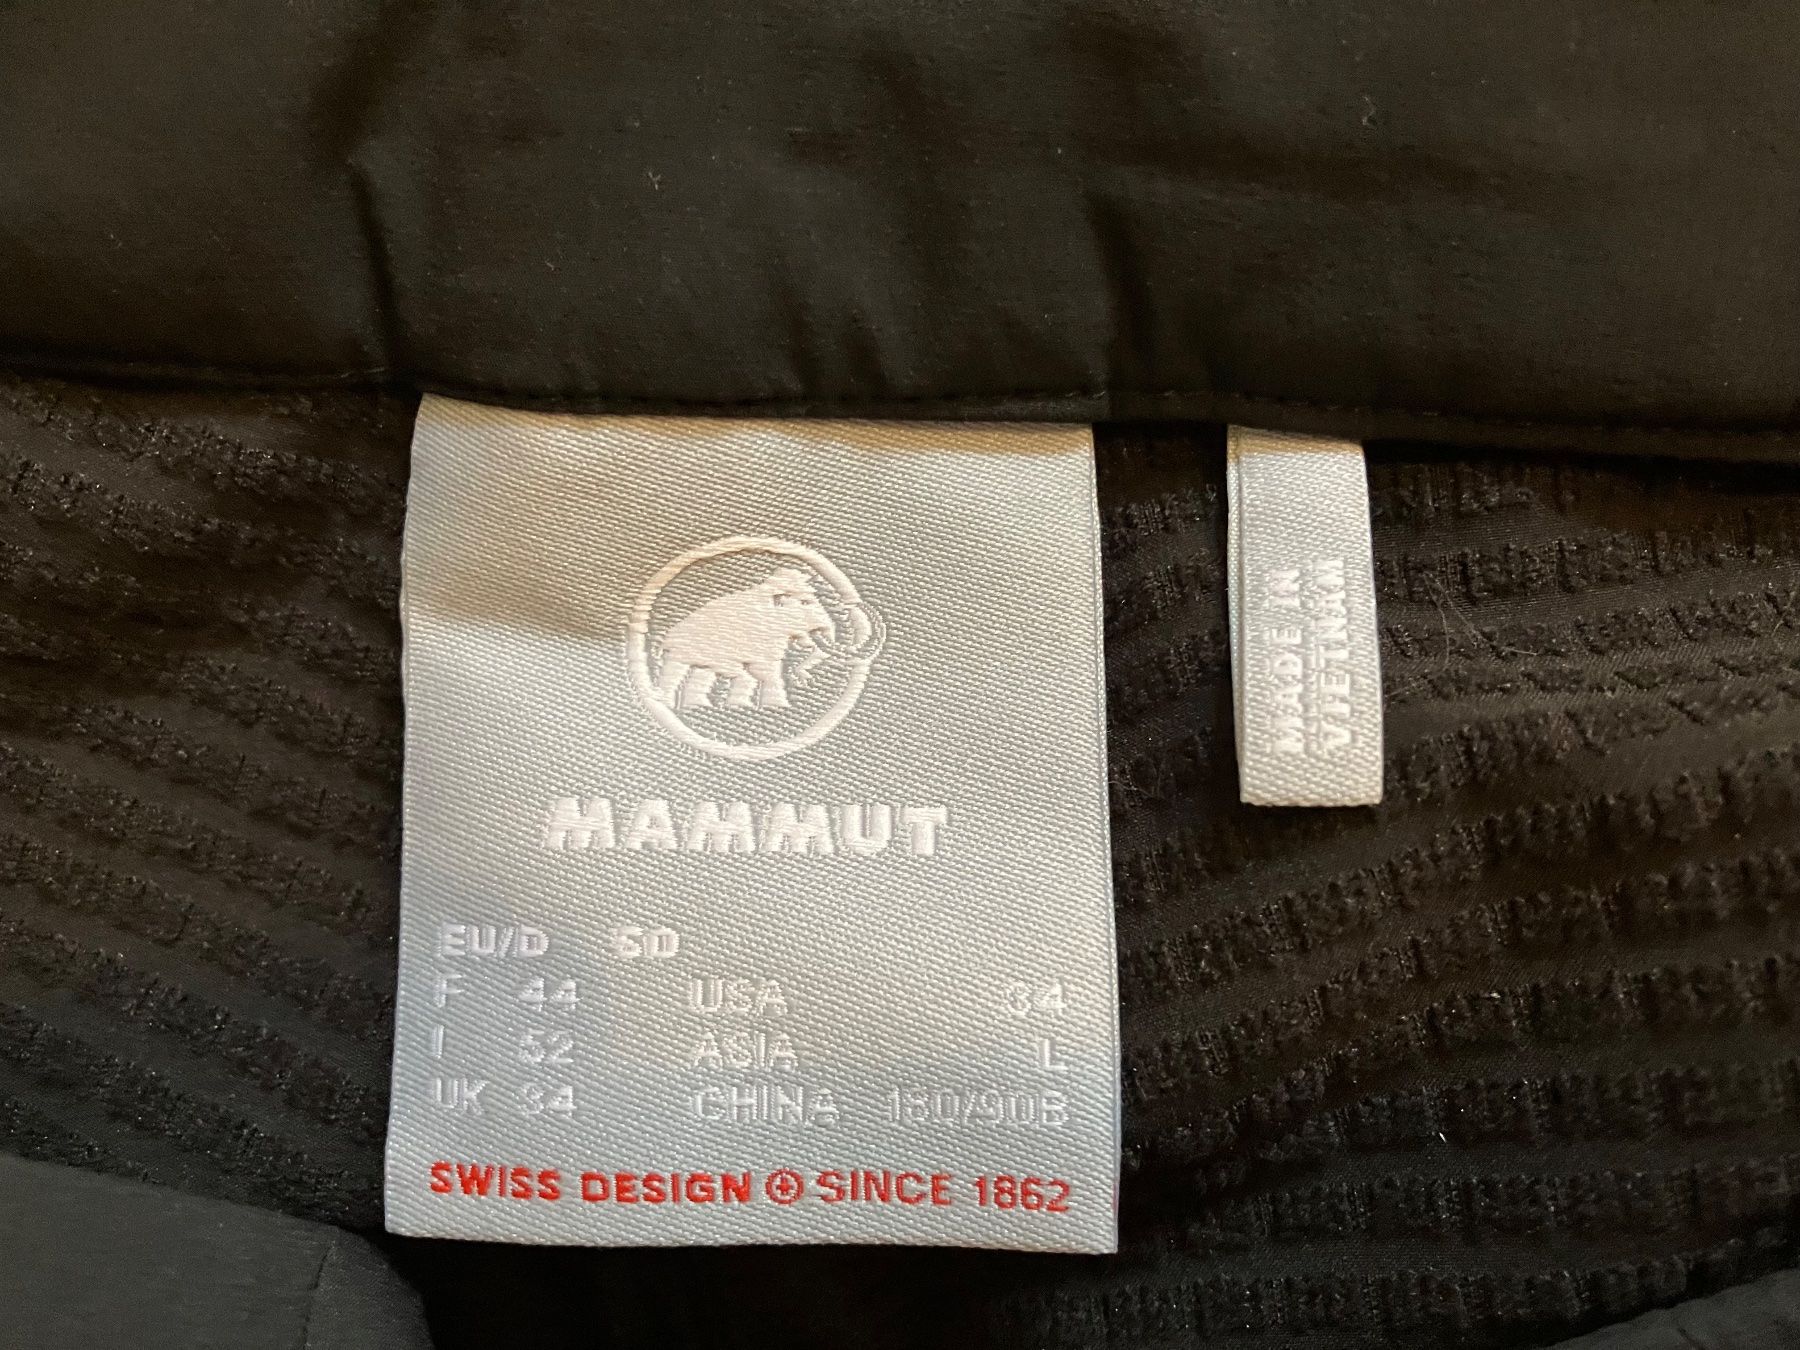 MAMMUT
EU/D 50
F 44 USA 34
I 52 ASIA L
UK 34 CHINA 180/90B
SWISS DESIGN SINCE 1862
MADE IN
VIETNAM